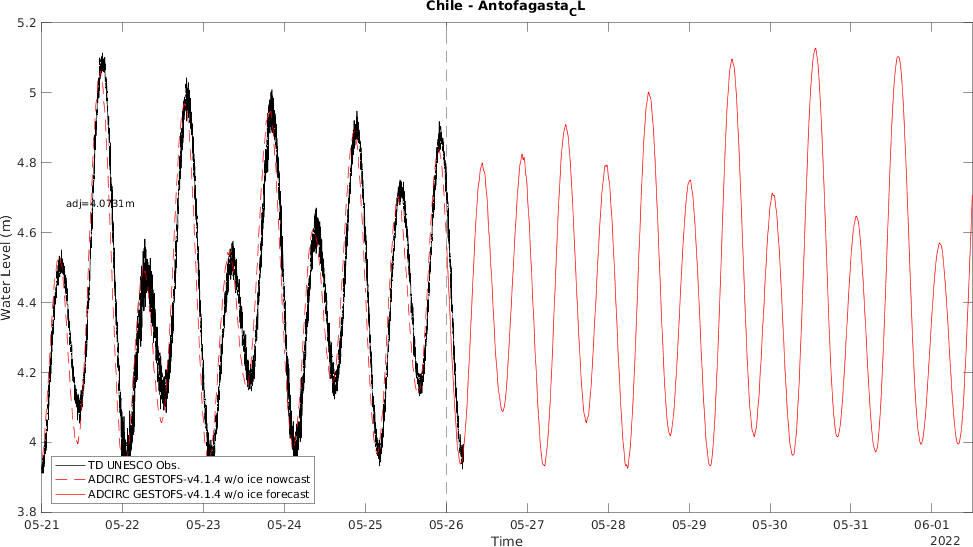 Chile - AntofagastaCL
5.2
5
4.8
4.6
4.4
4.2
4
3.8
Water Level (m)
adj=4.0731m
TD UNESCO Obs.
ADCIRC GESTOFS-v4.1.4 w/o ice nowcast
ADCIRC GESTOFS-v4.1.4 w/o ice forecast
05-21 05-22 05-23 05-24 05-25 05-26 05-27 05-28 05-29 05-30 05-31 06-01
Time
2022